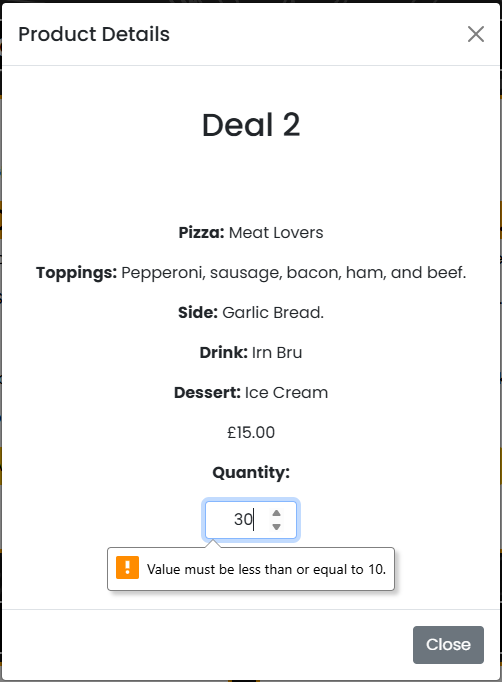 Product Details
Deal 2
Pizza: Meat Lovers
Toppings: Pepperoni, sausage, bacon, ham, and beef.
Side: Garlic Bread.
Drink: Irn Bru
Dessert: Ice Cream
£15.00
Quantity:
30
Value must be less than or equal to 10.
Close